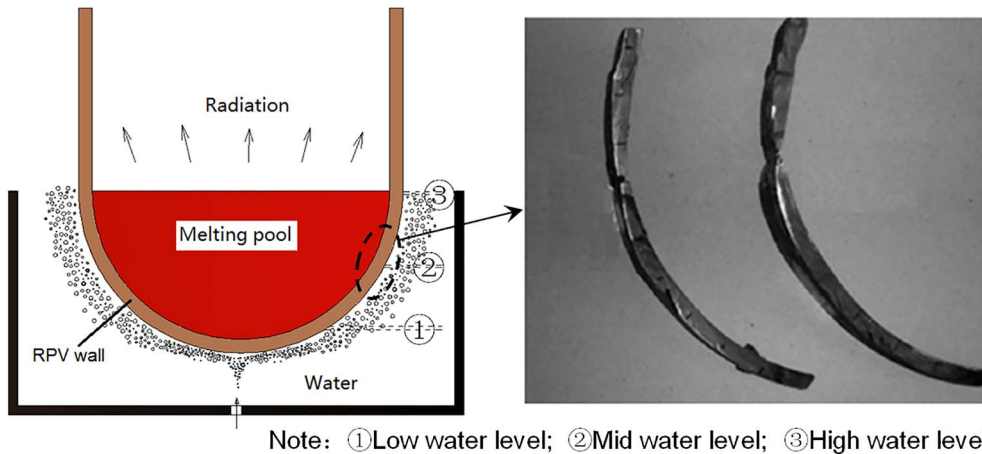 Radiation
③
Melting pool
②
①
RPV wall
Water
Note: ①Low water level; ②Mid water level; ③High water leve